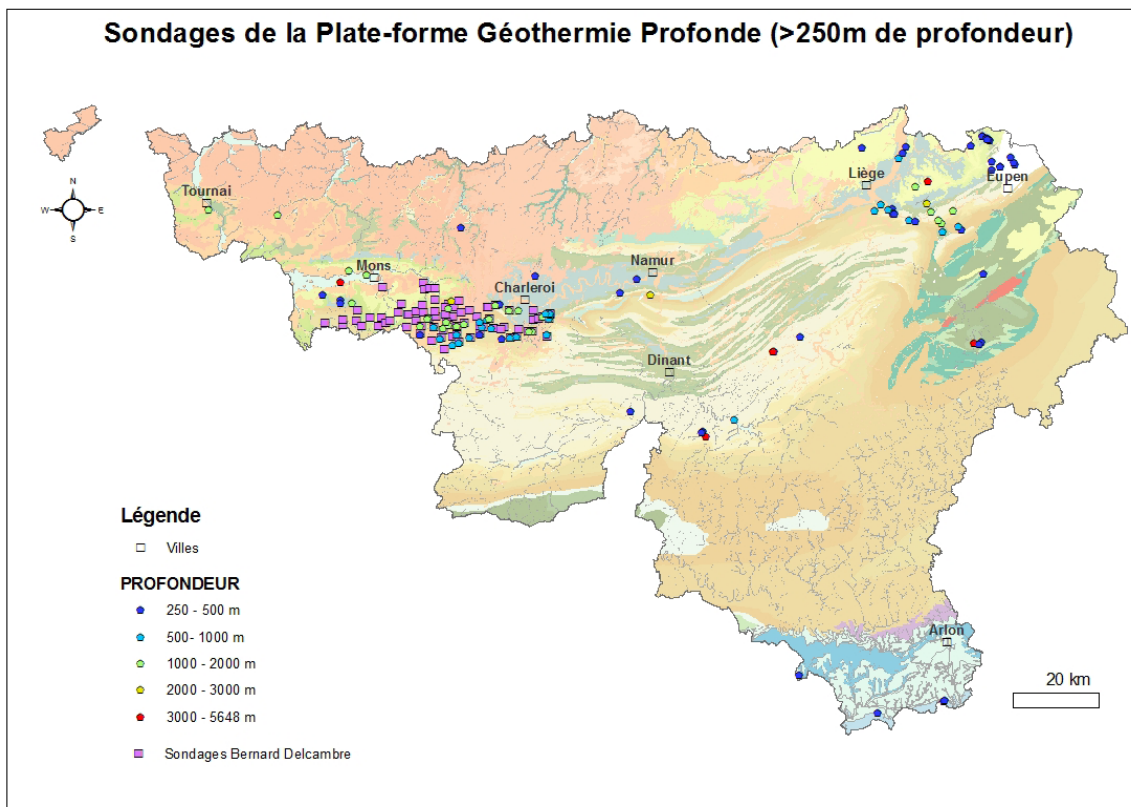 Sondages de la Plate-forme Géothermie Profonde (>250m de profondeur)
N
W E
S
Tournai
Liège
Eupen
Mons
Namur
Charleroi
Dinant
Légende
Villes
PROFONDEUR
250 - 500 m
500- 1000 m
1000 - 2000 m
2000 - 3000 m
3000 - 5648 m
Sondages Bernard Delcambre
Arlon
20 km